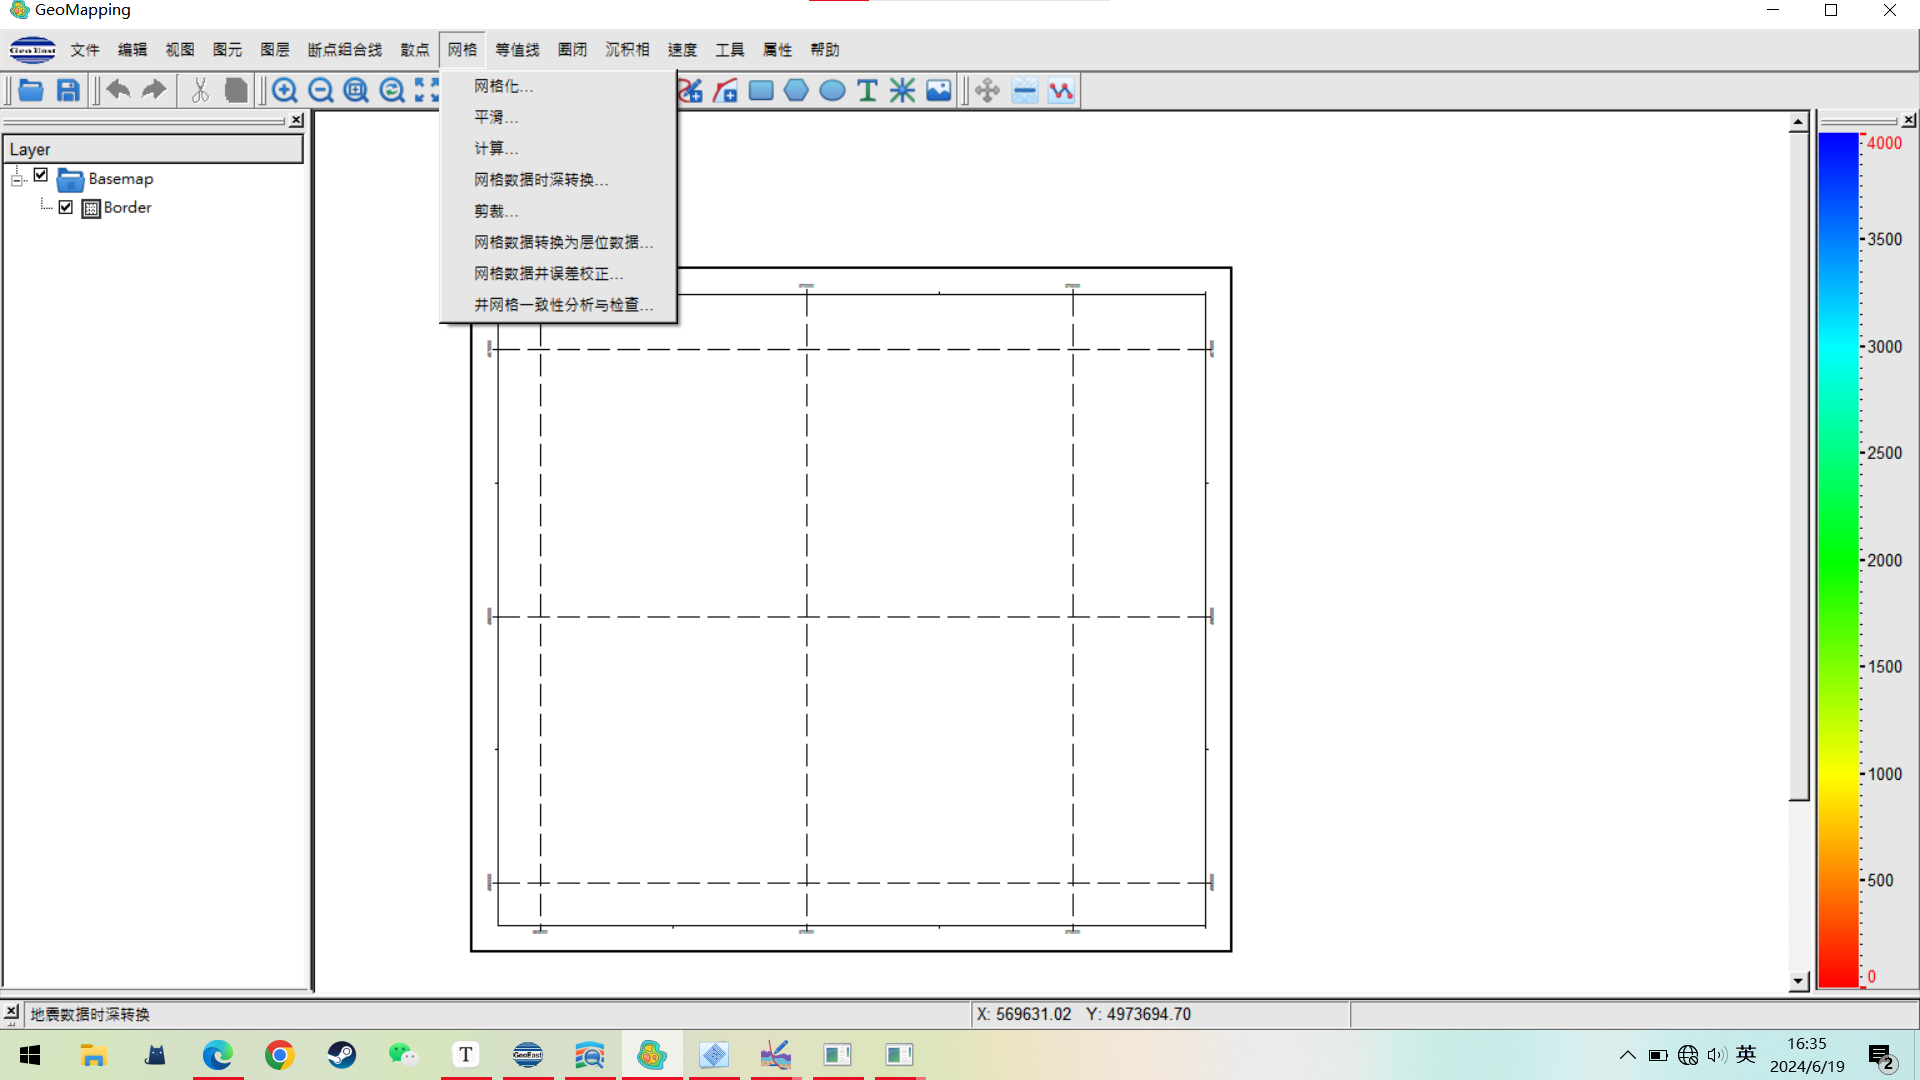 GeoMapping
GeoEast 文件 编辑 视图 图元 图层 断点组合线 散点 网格 等值线 圈闭 沉积相 速度 工具 属性 帮助
网格化...
平滑...
计算...
网格数据时深转换...
剪裁...
网格数据转换为层位数据...
网格数据井误差校正...
井网格一致性分析与检查...
Layer
Basemap
Border
4000
3500
3000
2500
2000
1500
1000
500
0
地震数据时深转换
X: 569631.02 Y: 4973694.70
T
GeoEast
英
16:35
2024/6/19
2